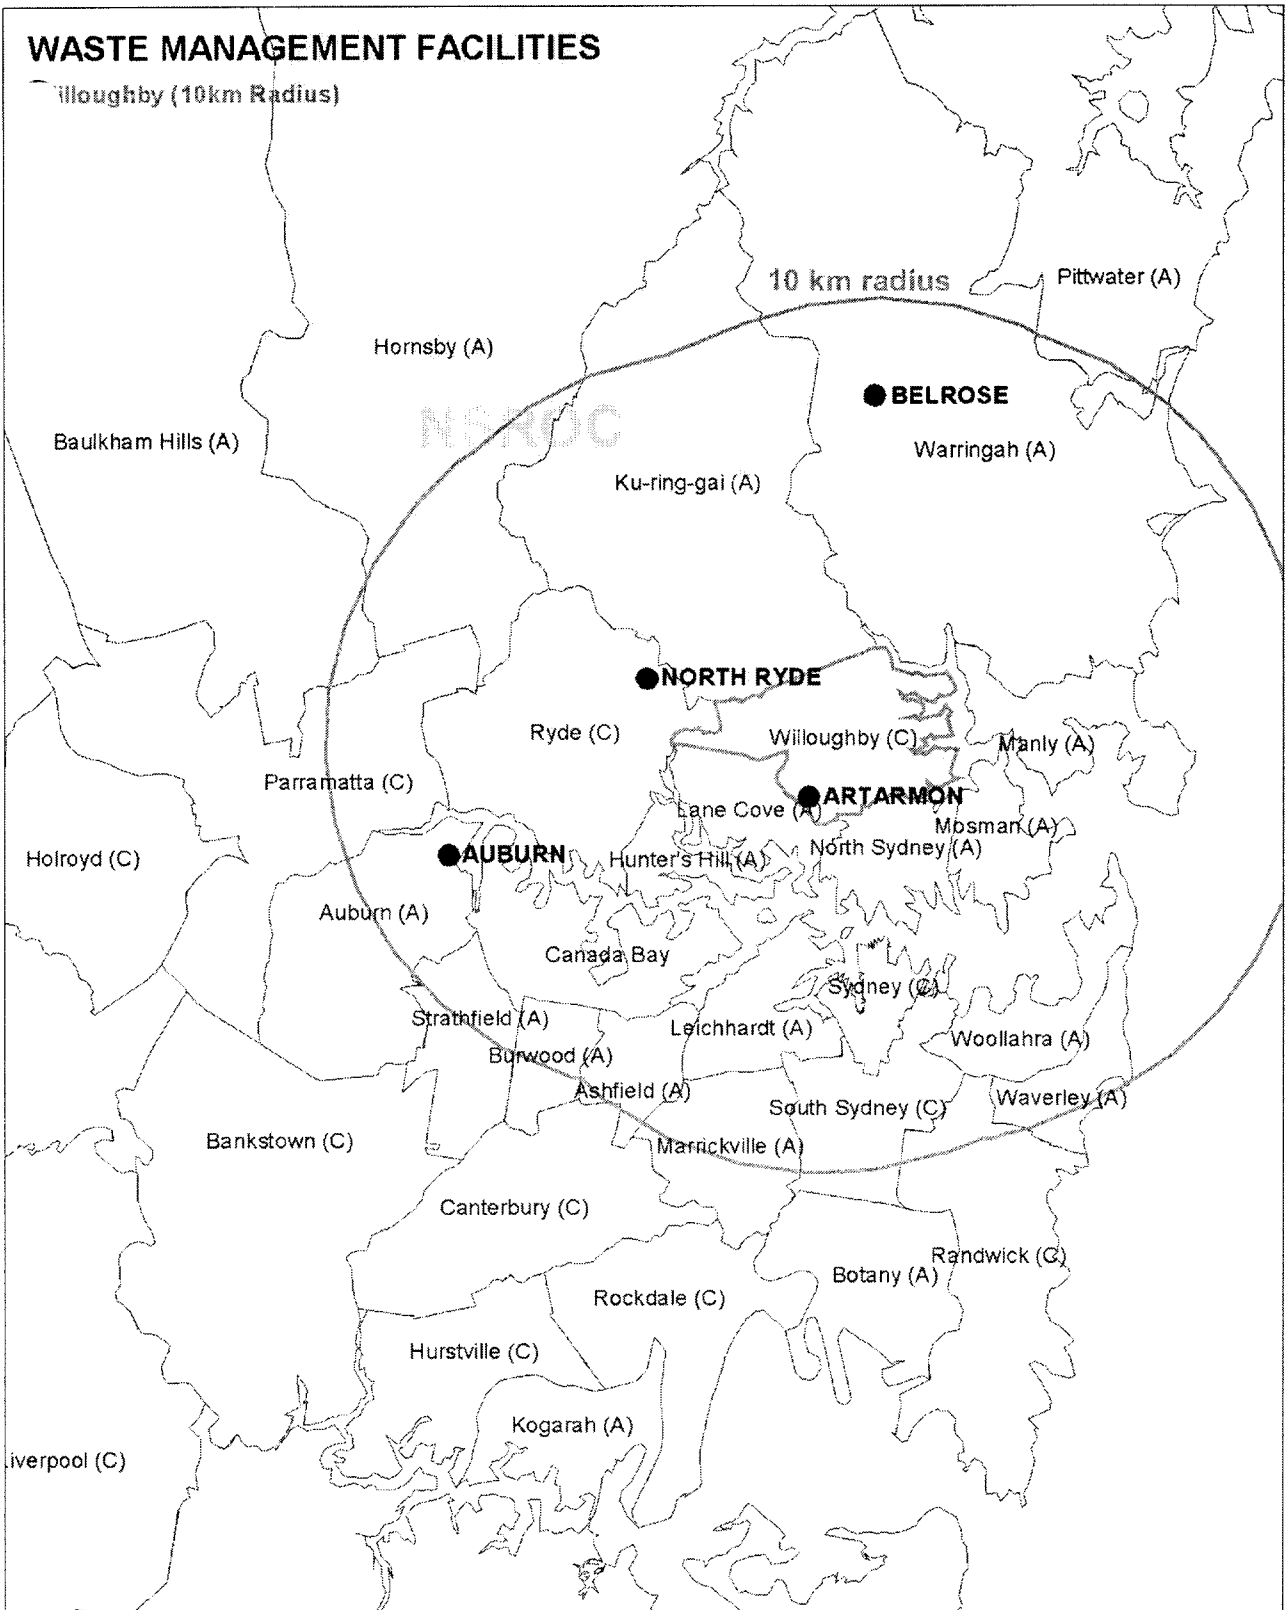 WASTE MANAGEMENT FACILITIES
illoughby (10km Radius)
10 km radius
Pittwater (A)
Hornsby (A)
BELROSE
NSROC
Baulkham Hills (A)
Warringah (A)
Ku-ring-gai (A)
NORTH RYDE
Ryde (C)
Willoughby (C)
Manly (A)
Parramatta (C)
ARTARMON
Lane Cove (A)
Mosman (A)
Holroyd (C)
AUBURN
Hunter's Hill (A)
North Sydney (A)
Auburn (A)
Canada Bay
Sydney (C)
Strathfield (A)
Leichhardt (A)
Woollahra (A)
Burwood (A)
Ashfield (A)
South Sydney (C)
Waverley (A)
Bankstown (C)
Marrickville (A)
Canterbury (C)
Randwick (C)
Botany (A)
Rockdale (C)
Hurstville (C)
Kogarah (A)
iverpool (C)